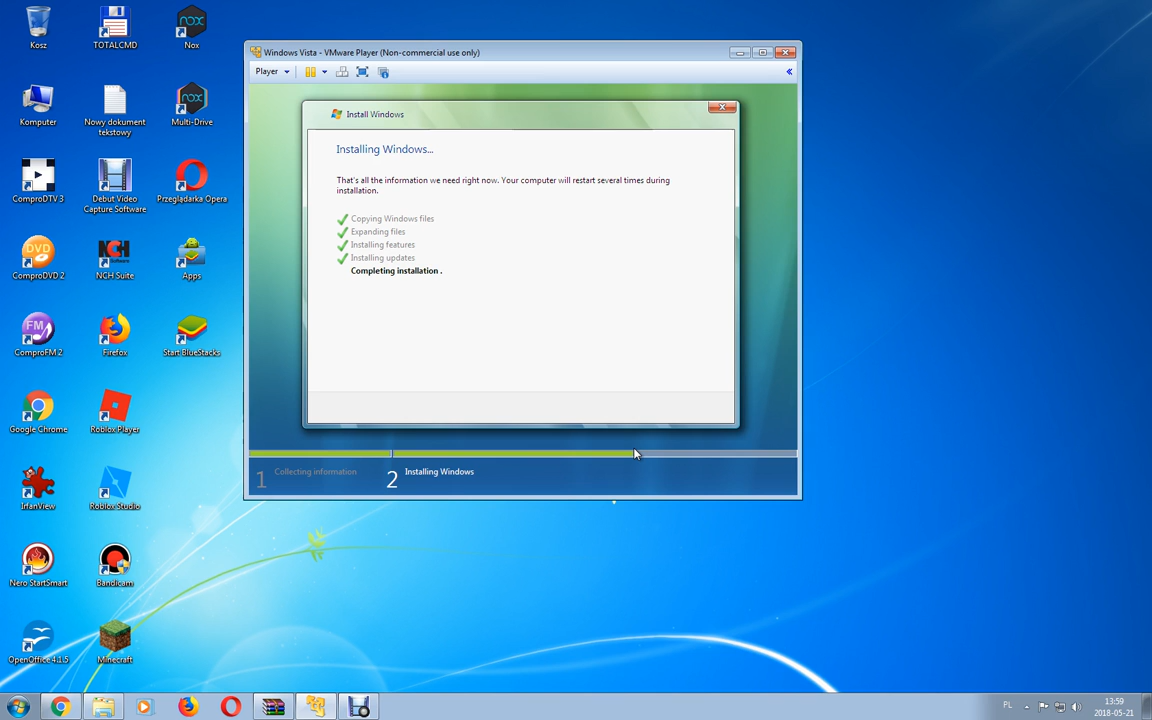 Kosz
TOTALCMD
Nox
Komputer
Nowy dokument
tekstowy
Multi-Drive
ComproDTV 3
Debut Video
Capture Software
Przeglądarka Opera
DVD
ComproDVD 2
NCH
NCH Suite
Apps
FM
ComproFM 2
Firefox
Start BlueStacks
Google Chrome
Roblox Player
IrfanView
Roblox Studio
Nero StartSmart
Bandicam
OpenOffice 4.1.5
Minecraft
Windows Vista - VMware Player (Non-commercial use only)
Player
Install Windows
Installing Windows...
That's all the information we need right now. Your computer will restart several times during
installation.
Copying Windows files
Expanding files
Installing features
Installing updates
Completing installation .
1 Collecting information
2 Installing Windows
PL
13:59
2018-05-21